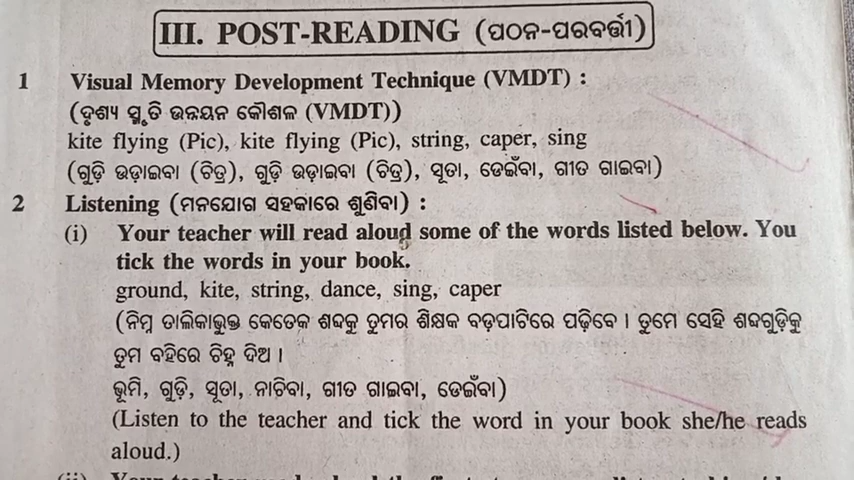 III. POST-READING (ପଠନ-ପରବର୍ତ୍ତୀ)
1 Visual Memory Development Technique (VMDT) :
(ଦୃଶ୍ୟ ସ୍ମୃତି ଉନ୍ନୟନ କୌଶଳ (VMDT))
kite flying (Pic), kite flying (Pic), string, caper, sing
(ଗୁଡ଼ି ଉଡ଼ାଇବା (ଚିତ୍ର), ଗୁଡ଼ି ଉଡ଼ାଇବା (ଚିତ୍ର), ସୂତା, ଡେଇଁବା, ଗୀତ ଗାଇବା)
2 Listening (ମନଯୋଗ ସହକାରେ ଶୁଣିବା) :
(i) Your teacher will read aloud some of the words listed below. You
tick the words in your book.
ground, kite, string, dance, sing, caper
(ନିମ୍ନ ତାଲିକାଭୁକ୍ତ କେତେକ ଶବ୍ଦକୁ ତୁମର ଶିକ୍ଷକ ବଡ଼ପାଟିରେ ପଢ଼ିବେ । ତୁମେ ସେହି ଶବ୍ଦଗୁଡ଼ିକୁ
ତୁମ ବହିରେ ଚିହ୍ନ ଦିଅ ।
ଭୂମି, ଗୁଡ଼ି, ସୂତା, ନାଚିବା, ଗୀତ ଗାଇବା, ଡେଇଁବା)
(Listen to the teacher and tick the word in your book she/he reads
aloud.)